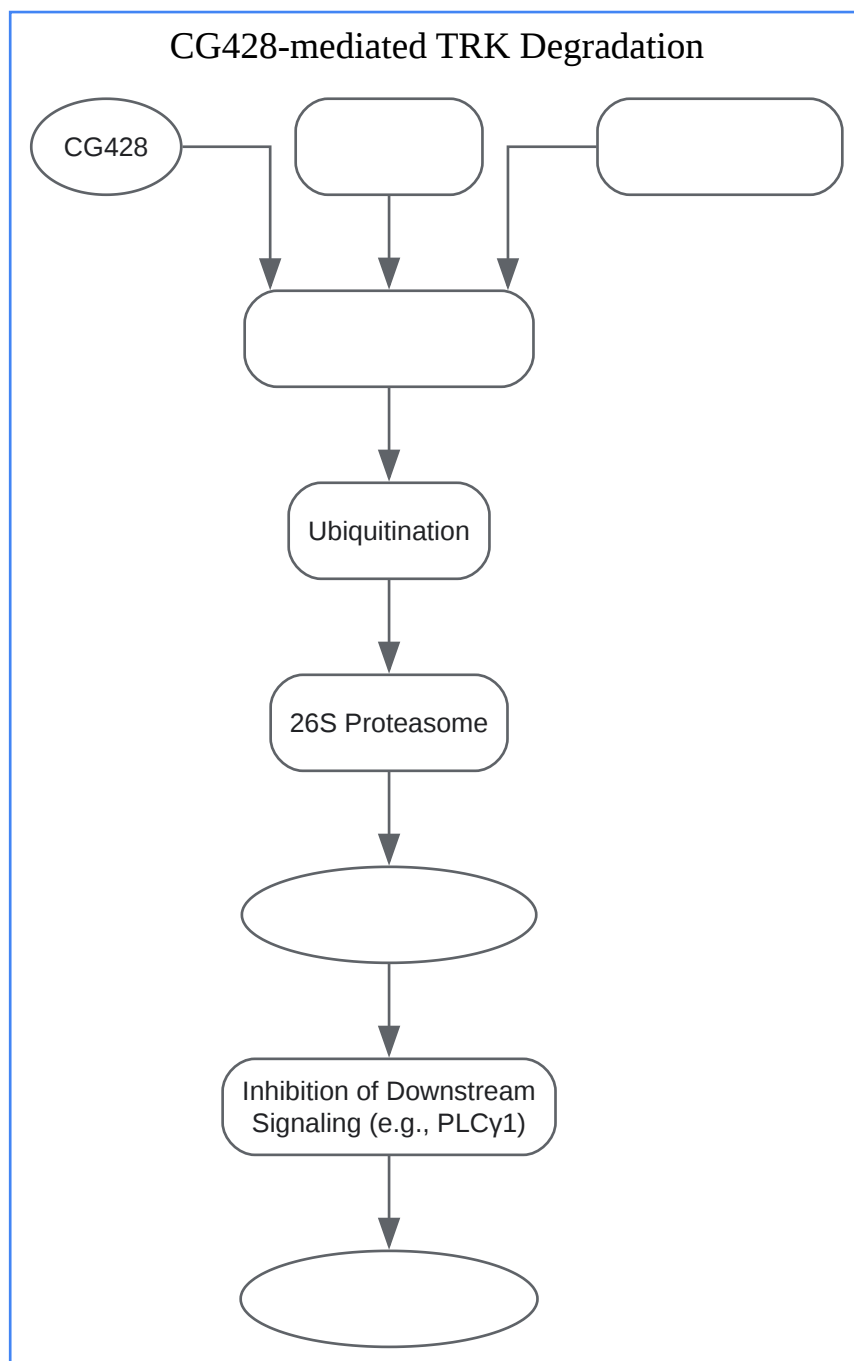 CG428-mediated TRK Degradation
CG428
Ubiquitination
26S Proteasome
Inhibition of Downstream
Signaling (e.g., PLCγ1)